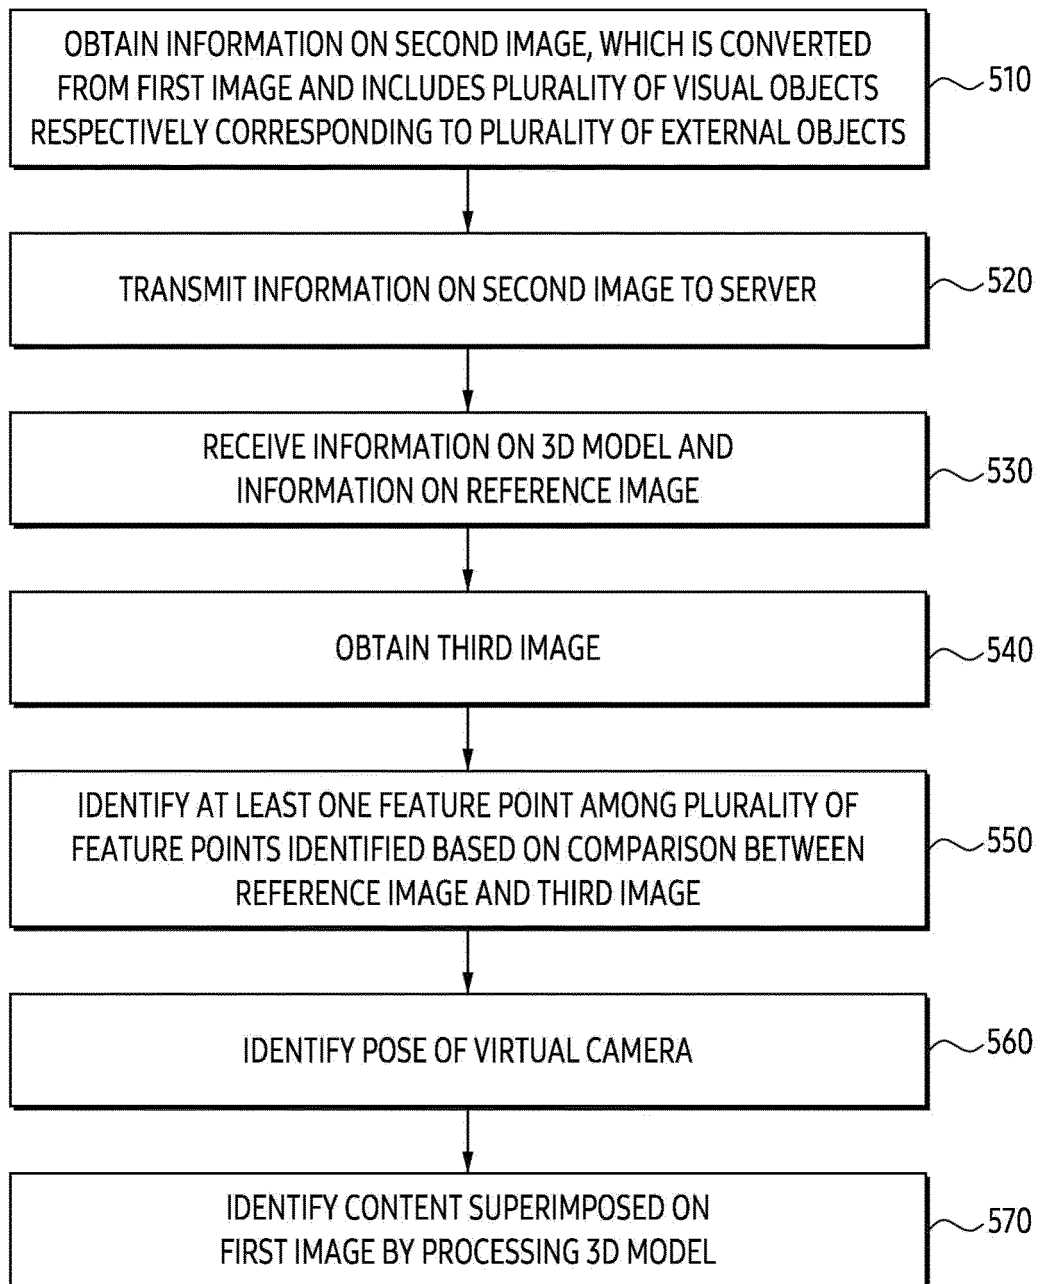 OBTAIN INFORMATION ON SECOND IMAGE, WHICH IS CONVERTED
FROM FIRST IMAGE AND INCLUDES PLURALITY OF VISUAL OBJECTS
RESPECTIVELY CORRESPONDING TO PLURALITY OF EXTERNAL OBJECTS
510
TRANSMIT INFORMATION ON SECOND IMAGE TO SERVER
520
RECEIVE INFORMATION ON 3D MODEL AND
INFORMATION ON REFERENCE IMAGE
530
OBTAIN THIRD IMAGE
540
IDENTIFY AT LEAST ONE FEATURE POINT AMONG PLURALITY OF
FEATURE POINTS IDENTIFIED BASED ON COMPARISON BETWEEN
REFERENCE IMAGE AND THIRD IMAGE
550
IDENTIFY POSE OF VIRTUAL CAMERA
560
IDENTIFY CONTENT SUPERIMPOSED ON
FIRST IMAGE BY PROCESSING 3D MODEL
570